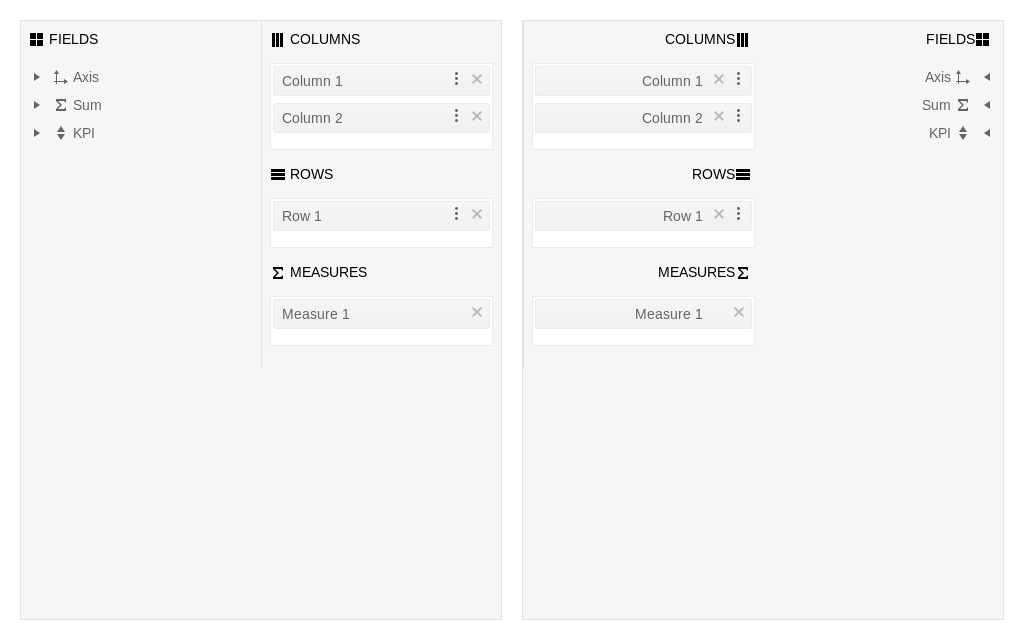 FIELDS
Axis
Sum
KPI
COLUMNS
Column 1
Column 2
ROWS
Row 1
MEASURES
Measure 1
COLUMNS
Column 1
Column 2
ROWS
Row 1
MEASURES
Measure 1
FIELDS
Axis
Sum
KPI